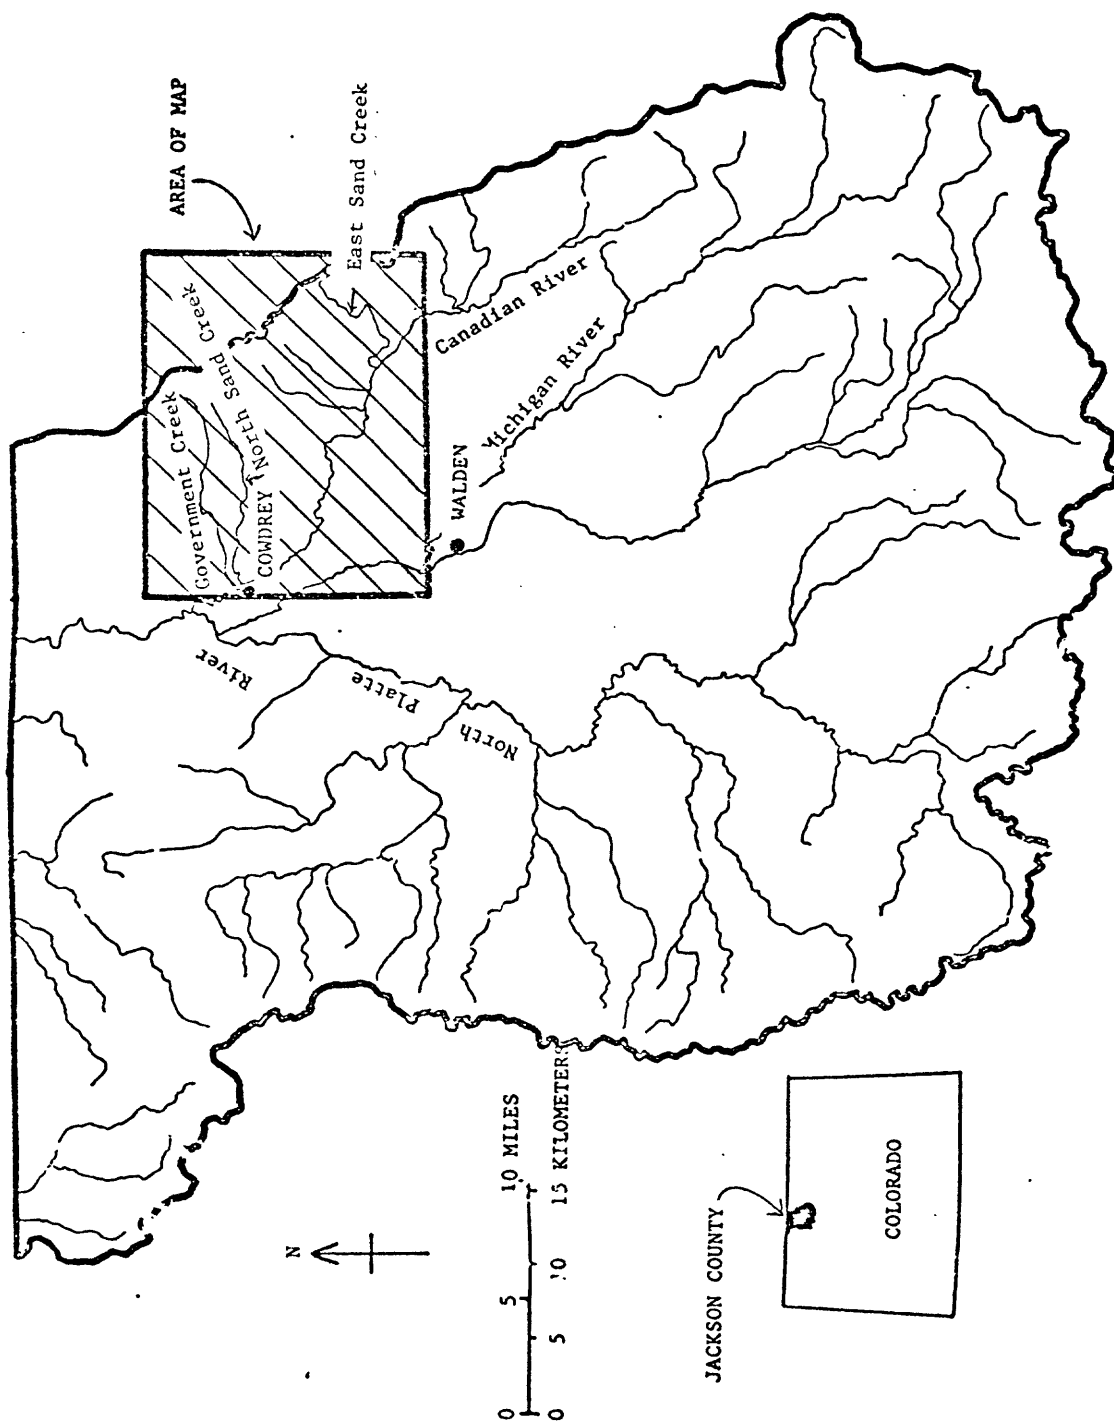 AREA OF MAP
East Sand Creek
Government Creek
North Sand Creek
COWDREY
Canadian River
Michigan River
WALDEN
River
Platte
North
N
0 5 10 MILES
0 5 10 15 KILOMETERS
JACKSON COUNTY
COLORADO